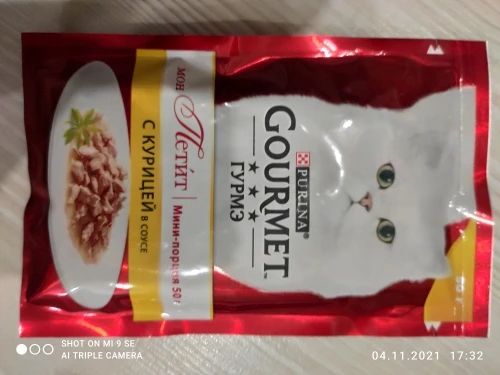 PURINA®
GOURMET
ГУРМЭ
МОН Петит
Мини-порция 50 г
С КУРИЦЕЙ В СОУСЕ
50 г
SHOT ON MI 9 SE
AI TRIPLE CAMERA
04.11.2021 17:32